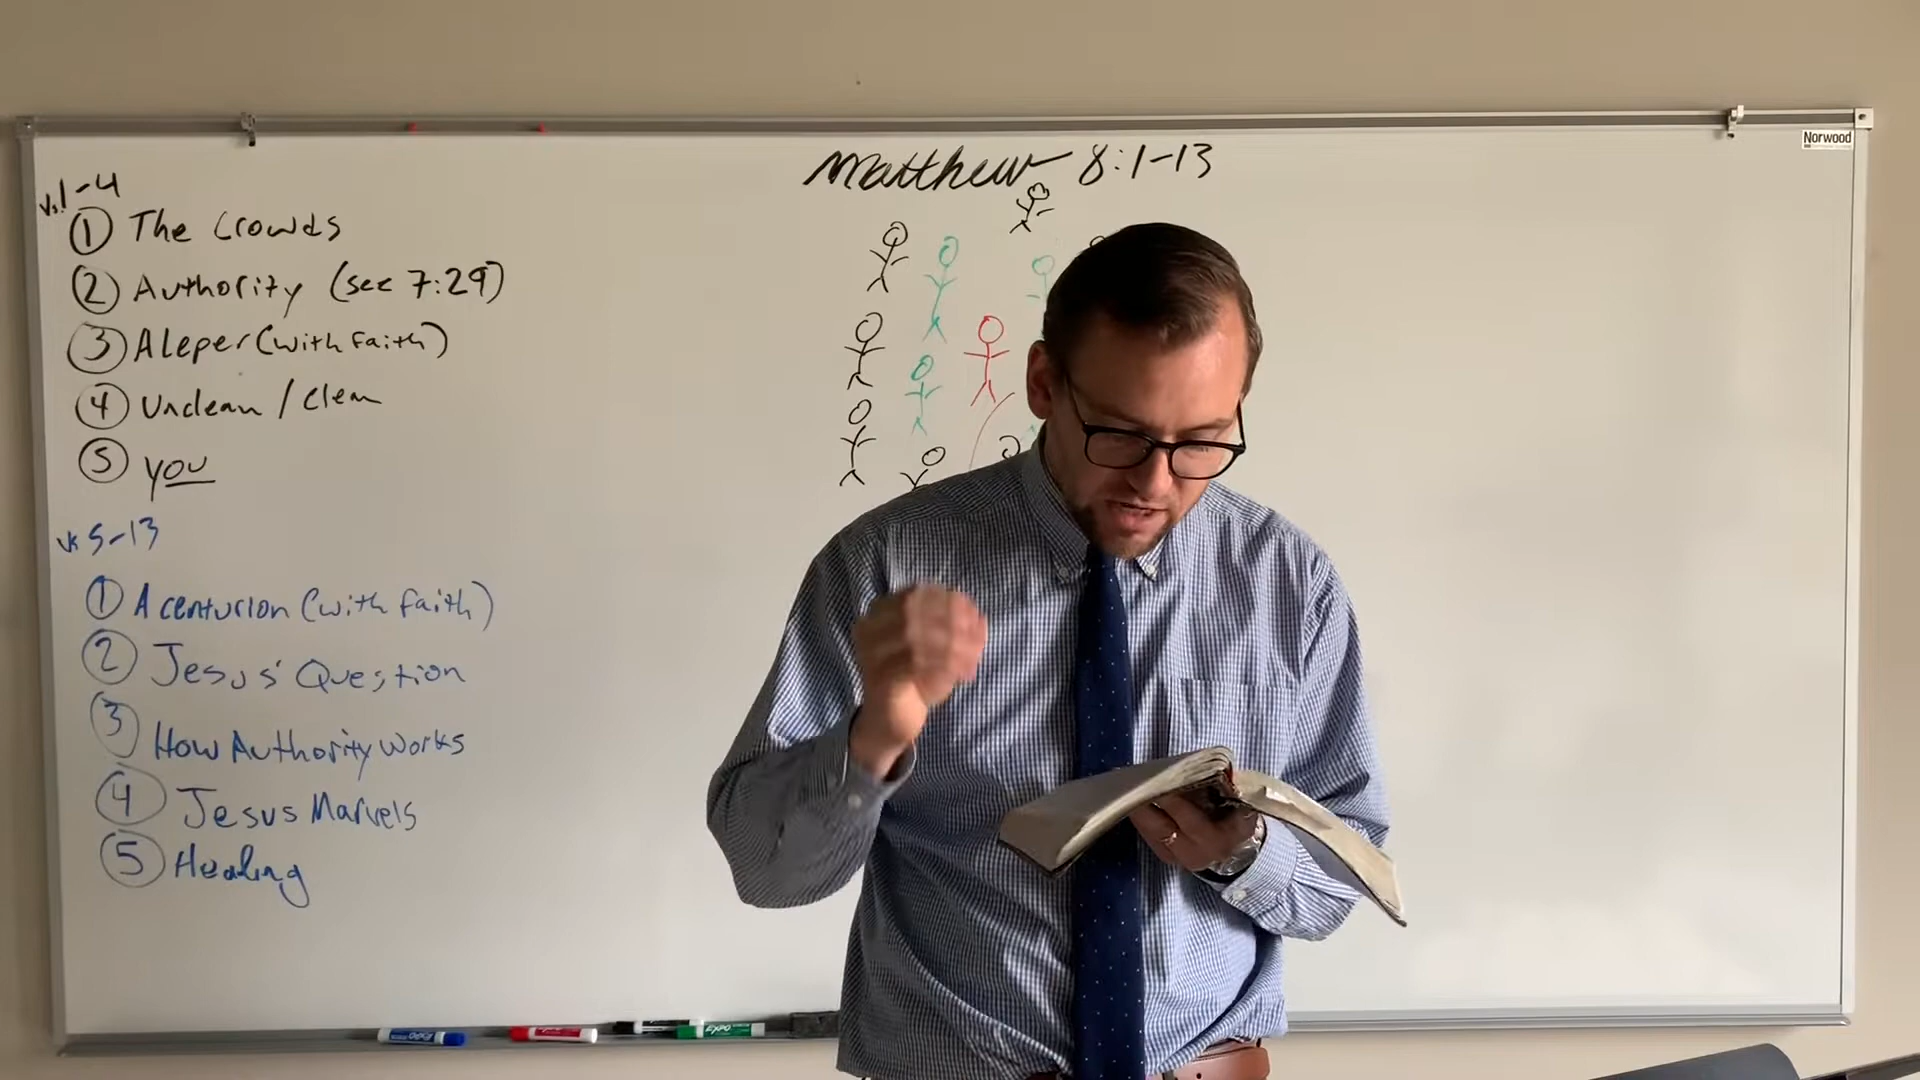 Norwood
Matthew 8:1-13
vs. 1-4
① The Crowds
② Authority (see 7:29)
③ A leper (with faith)
④ Unclean / Clean
⑤ you
vs 5-13
① A centurion (with faith)
② Jesus' Question
③ How Authority Works
④ Jesus Marvels
⑤ Healing
EXPO
EXPO